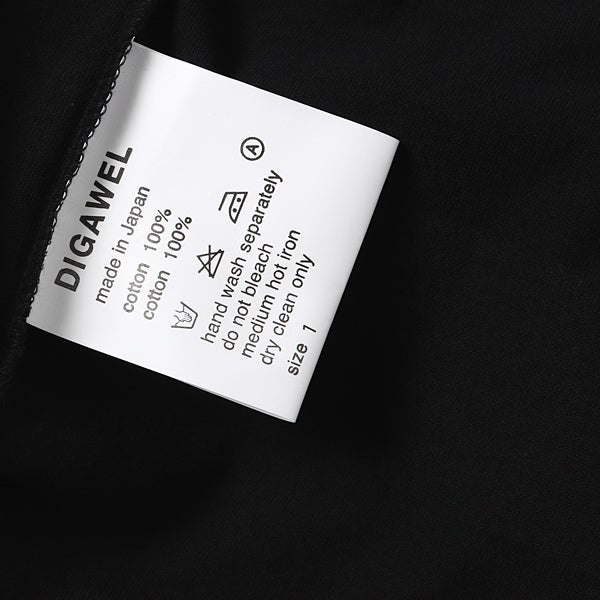 DIGAWEL
made in Japan
cotton 100%
cotton 100%
A
hand wash separately
do not bleach
medium hot iron
dry clean only
size 1